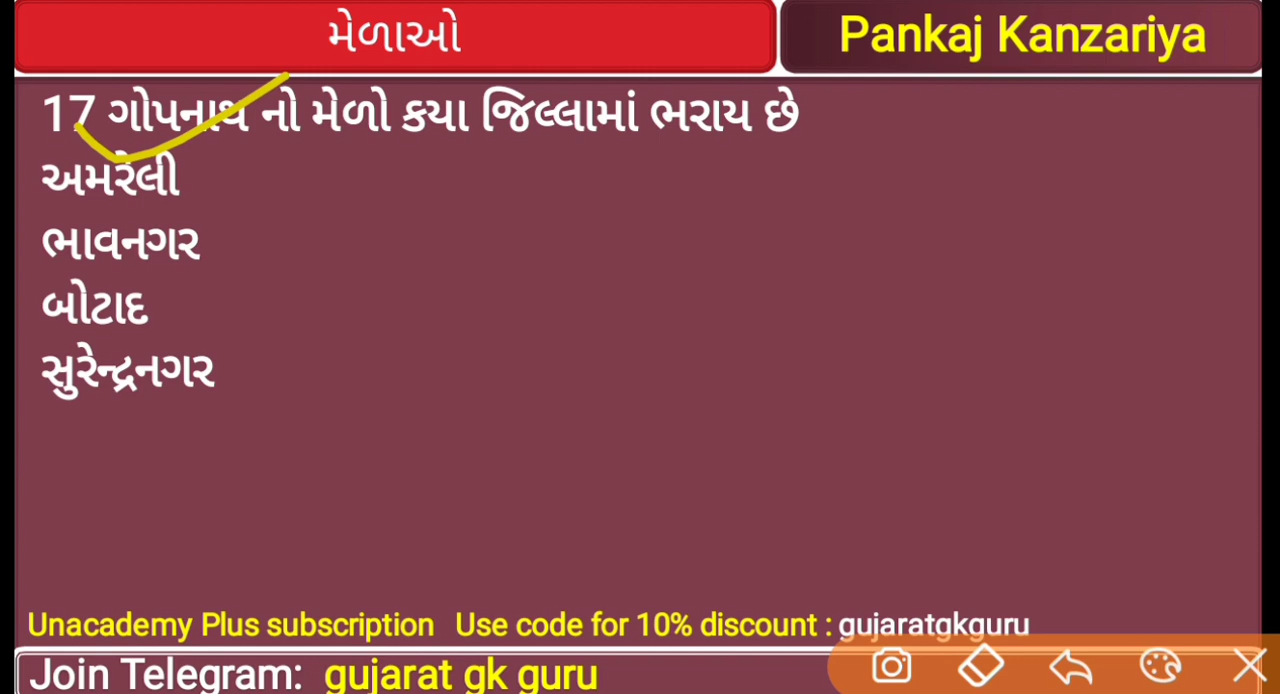 મેળાઓ
Pankaj Kanzariya
17 ગોપનાથ નો મેળો કયા જિલ્લામાં ભરાય છે
અમરેલી
ભાવનગર
બોટાદ
સુરેન્દ્રનગર
Unacademy Plus subscription Use code for 10% discount : gujaratgkguru
Join Telegram: gujarat gk guru